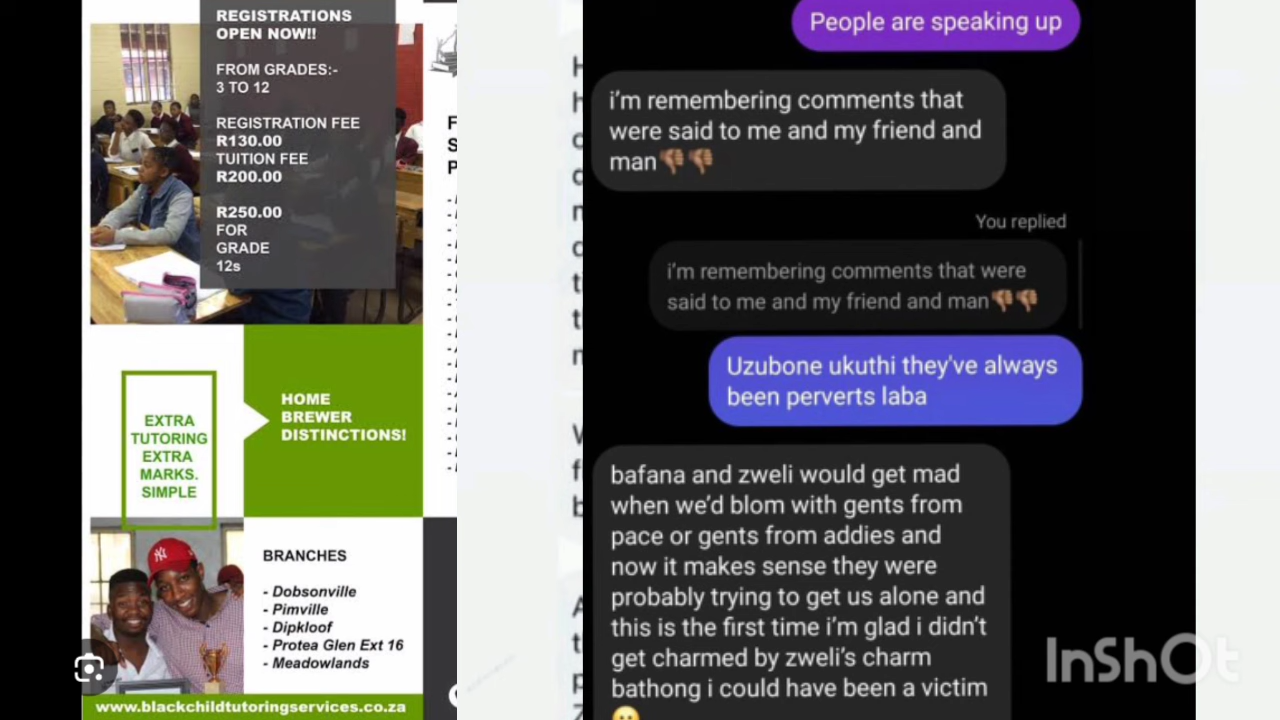 REGISTRATIONS
OPEN NOW!!
FROM GRADES:-
3 TO 12
REGISTRATION FEE
R130.00
TUITION FEE
R200.00
R250.00
FOR
GRADE
12s
EXTRA
TUTORING
EXTRA
MARKS.
SIMPLE
HOME
BREWER
DISTINCTIONS!
BRANCHES
- Dobsonville
- Pimville
- Dipkloof
- Protea Glen Ext 16
- Meadowlands
www.blackchildtutoringservices.co.za
People are speaking up
i'm remembering comments that
were said to me and my friend and
man👎🏽👎🏽
You replied
i'm remembering comments that were
said to me and my friend and man👎🏽👎🏽
Uzubone ukuthi they've always
been perverts laba
bafana and zweli would get mad
when we'd blom with gents from
pace or gents from addies and
now it makes sense they were
probably trying to get us alone and
this is the first time i'm glad i didn't
get charmed by zweli's charm
bathong i could have been a victim
InShOt